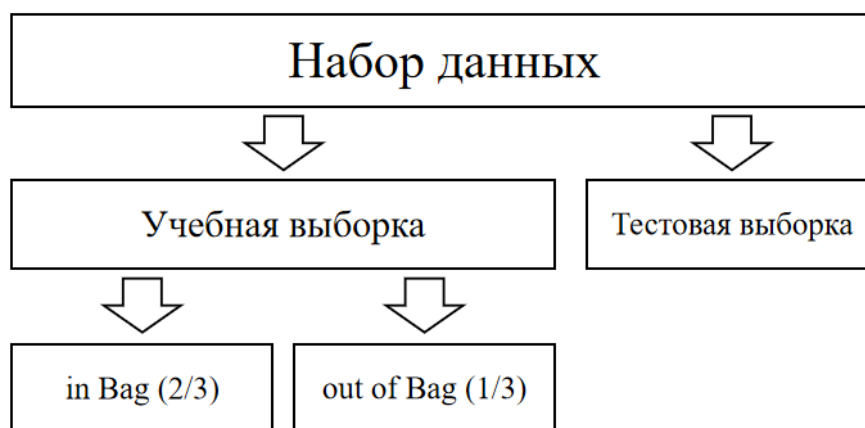 Набор данных
Учебная выборка
Тестовая выборка
in Bag (2/3)
out of Bag (1/3)